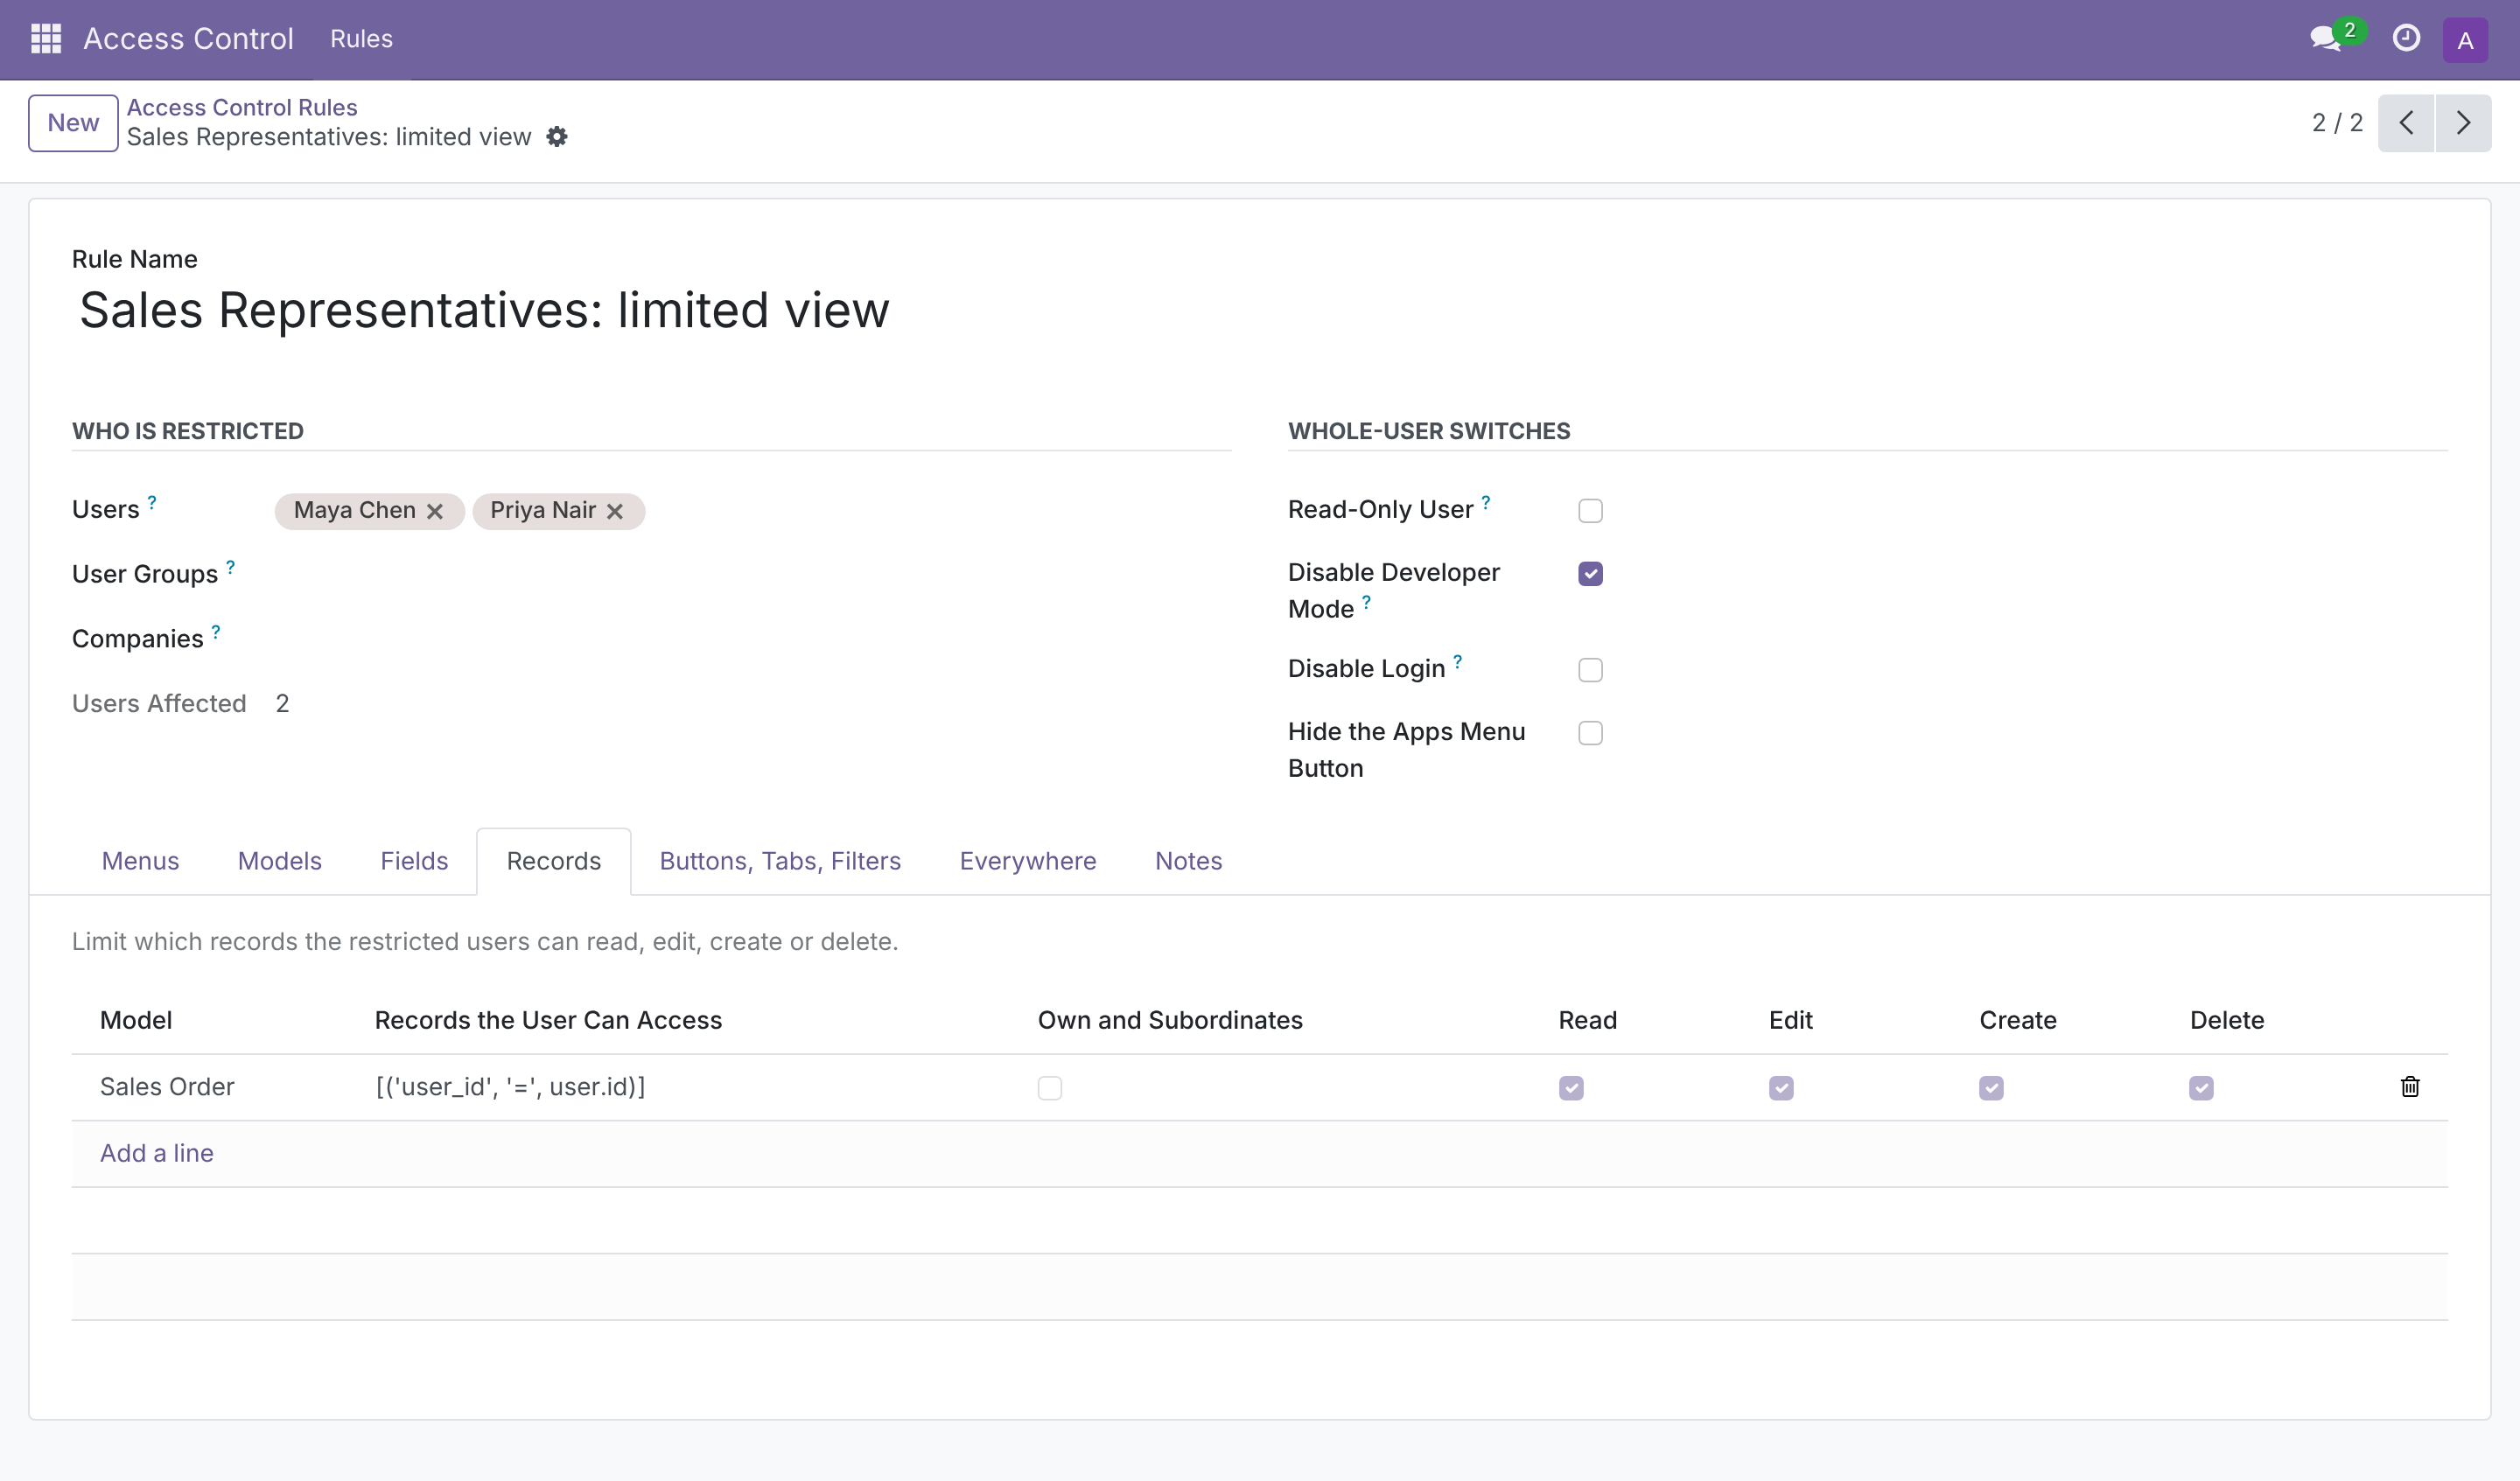 Access Control Rules 2 A
New Access Control Rules 2 / 2
Sales Representatives: limited view
Rule Name
Sales Representatives: limited view
WHO IS RESTRICTED
Users ? Maya Chen Priya Nair
User Groups ?
Companies ?
Users Affected 2
WHOLE-USER SWITCHES
Read-Only User ?
Disable Developer
Mode ?
Disable Login ?
Hide the Apps Menu
Button
Menus Models Fields Records Buttons, Tabs, Filters Everywhere Notes
Limit which records the restricted users can read, edit, create or delete.
Model Records the User Can Access Own and Subordinates Read Edit Create Delete
Sales Order [('user_id', '=', user.id)]
Add a line